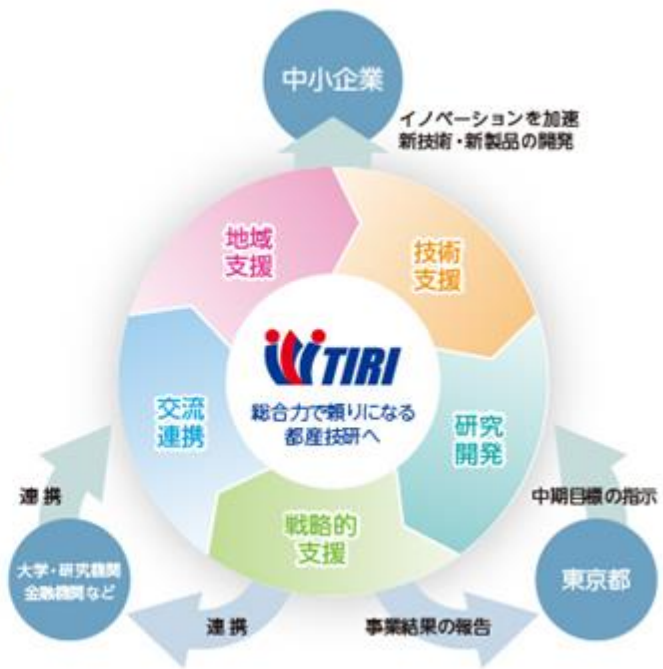 中小企業
イノベーションを加速
新技術・新製品の開発
地域
支援
技術
支援
TIRI
総合力で頼りになる
都産技研へ
交流
連携
研究
開発
戦略的
支援
連携
中期目標の指示
大学・研究機関
金融機関など
東京都
連携
事業結果の報告